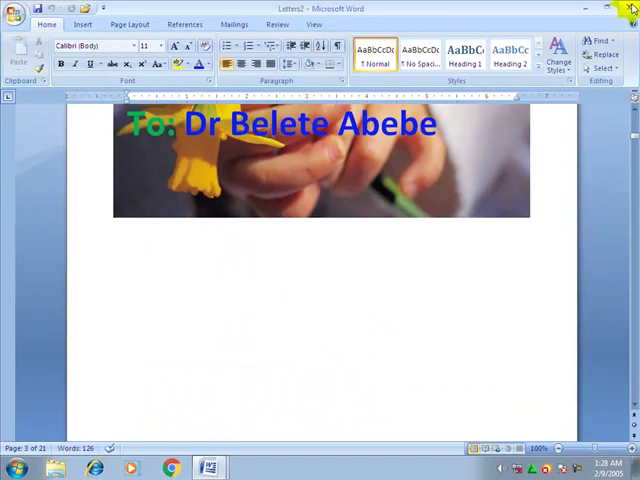 Letters2 - Microsoft Word
Home Insert Page Layout References Mailings Review View
Calibri (Body) 11
Find
Replace
Select
AaBbCcDc AaBbCcDc AaBbCc AaBbCc
¶ Normal ¶ No Spaci... Heading 1 Heading 2
Change
Styles
Clipboard Font Paragraph Styles Editing
To: Dr Belete Abebe
Page: 3 of 21 Words: 126 100%
1:28 AM
2/9/2005